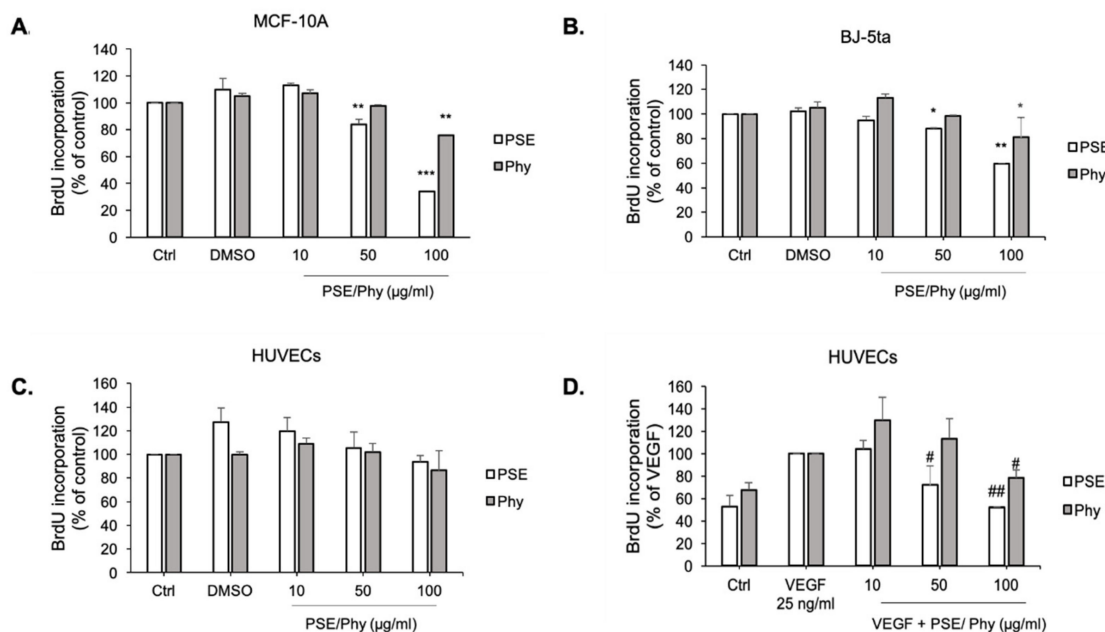 A.
MCF-10A
BrdU incorporation
(% of control)
140
120
100
80
60
40
20
0
**
***
**
PSE
Phy
Ctrl DMSO 10 50 100
PSE/Phy (µg/ml)
B.
BJ-5ta
BrdU incorporation
(% of control)
140
120
100
80
60
40
20
0
*
**
*
PSE
Phy
Ctrl DMSO 10 50 100
PSE/Phy (µg/ml)
C.
HUVECs
BrdU incorporation
(% of control)
160
140
120
100
80
60
40
20
0
PSE
Phy
Ctrl DMSO 10 50 100
PSE/Phy (µg/ml)
D.
HUVECs
BrdU incorporation
(% of VEGF)
160
140
120
100
80
60
40
20
0
#
##
#
PSE
Phy
Ctrl VEGF 10 50 100
25 ng/ml
VEGF + PSE/ Phy (µg/ml)